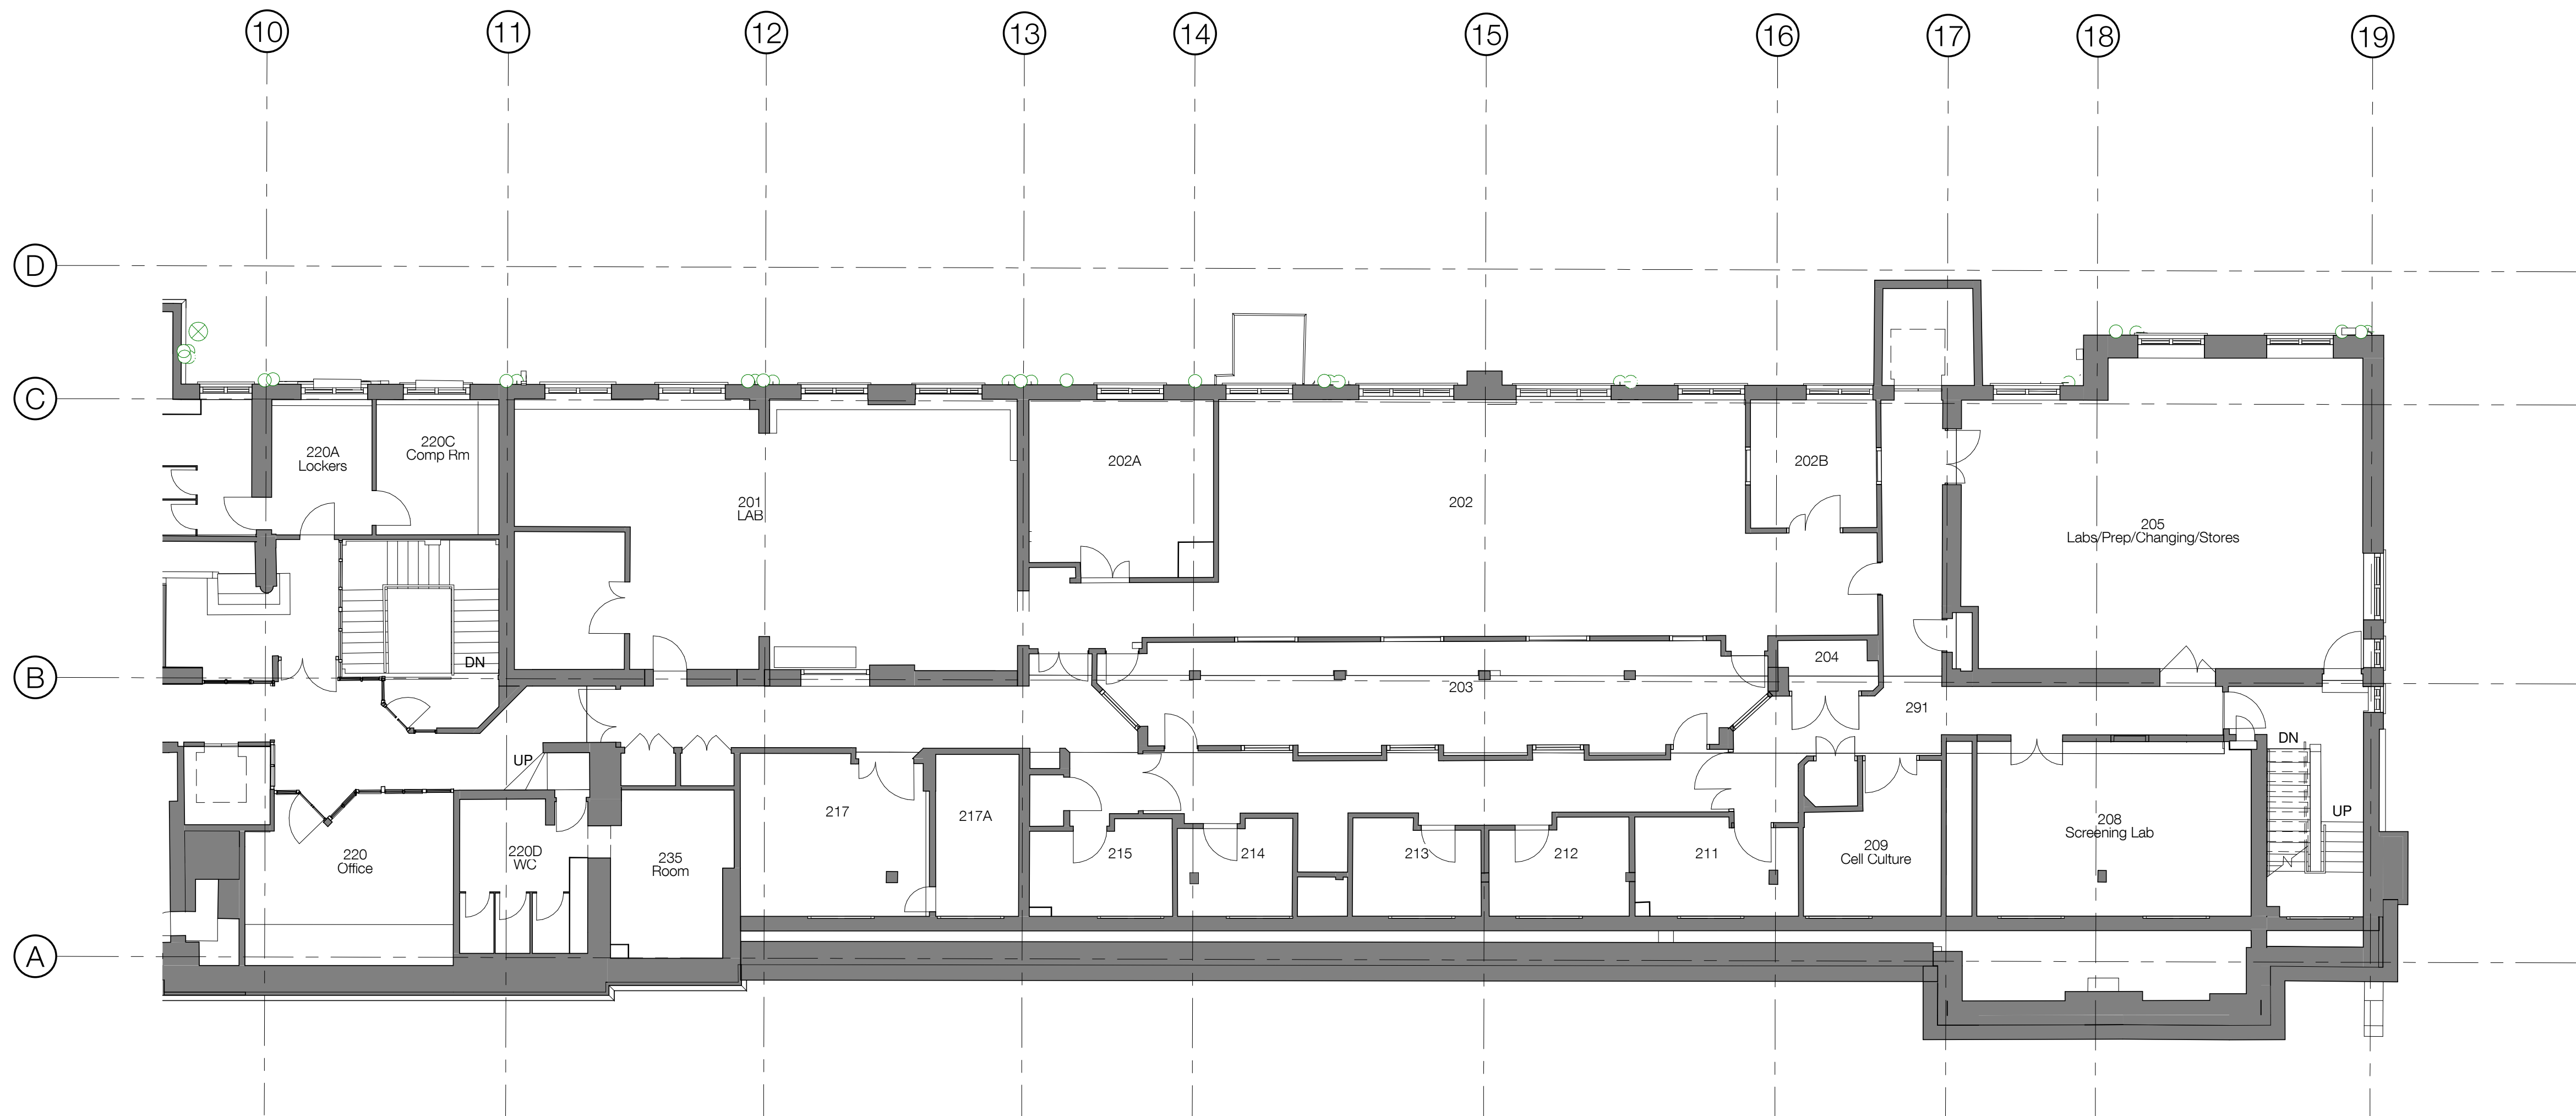 10
11
12
13
14
15
16
17
18
19
D
C
220A
Lockers
220C
Comp Rm
201
LAB
202A
202
202B
205
Labs/Prep/Changing/Stores
DN
B
203
204
291
UP
DN
217
217A
220
Office
220D
WC
235
Room
215
214
213
212
211
209
Cell Culture
208
Screening Lab
UP
A